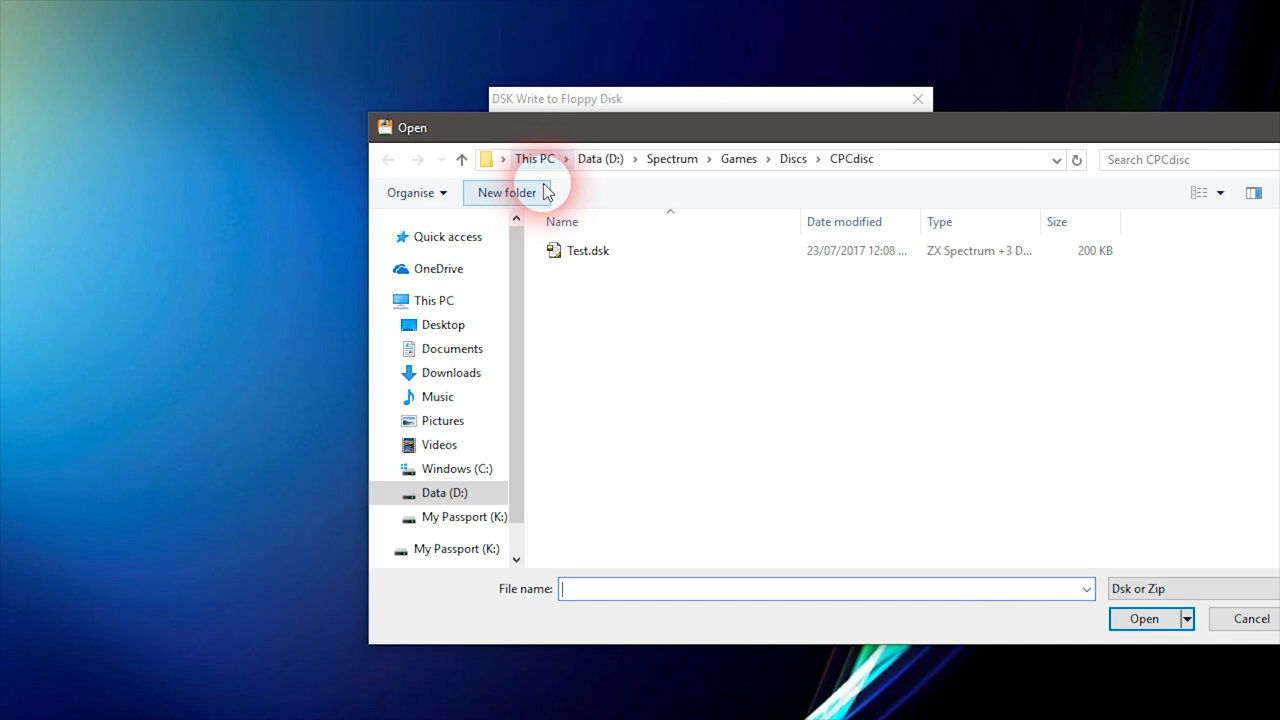 DSK Write to Floppy Disk
Open
This PC Data (D:) Spectrum Games Discs CPCdisc
Search CPCdisc
Organise New folder
Name Date modified Type Size
Test.dsk 23/07/2017 12:08 ... ZX Spectrum +3 D... 200 KB
Quick access
OneDrive
This PC
Desktop
Documents
Downloads
Music
Pictures
Videos
Windows (C:)
Data (D:)
My Passport (K:)
My Passport (K:)
File name:
Dsk or Zip
Open Cancel